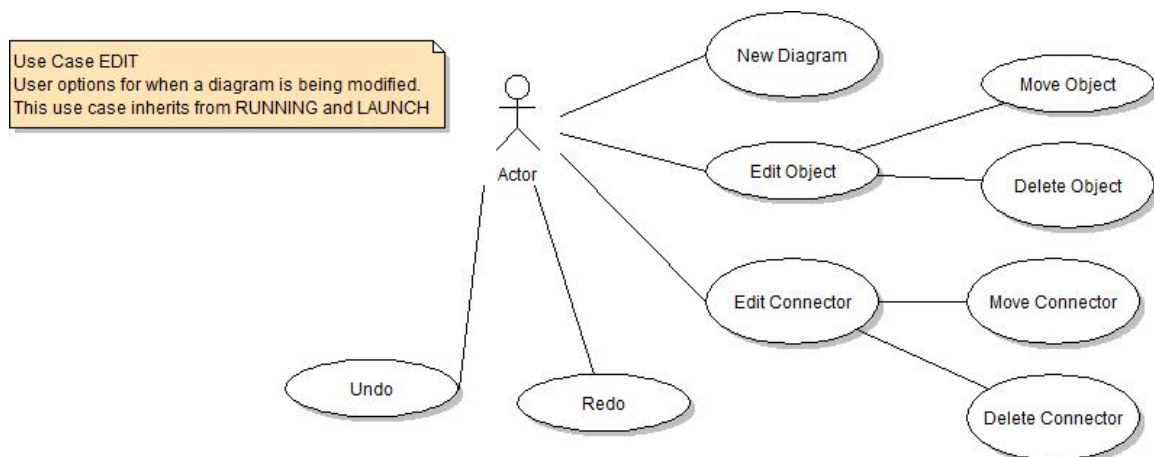 Use Case EDIT
User options for when a diagram is being modified.
This use case inherits from RUNNING and LAUNCH
Actor
New Diagram
Edit Object
Move Object
Delete Object
Edit Connector
Move Connector
Delete Connector
Undo
Redo